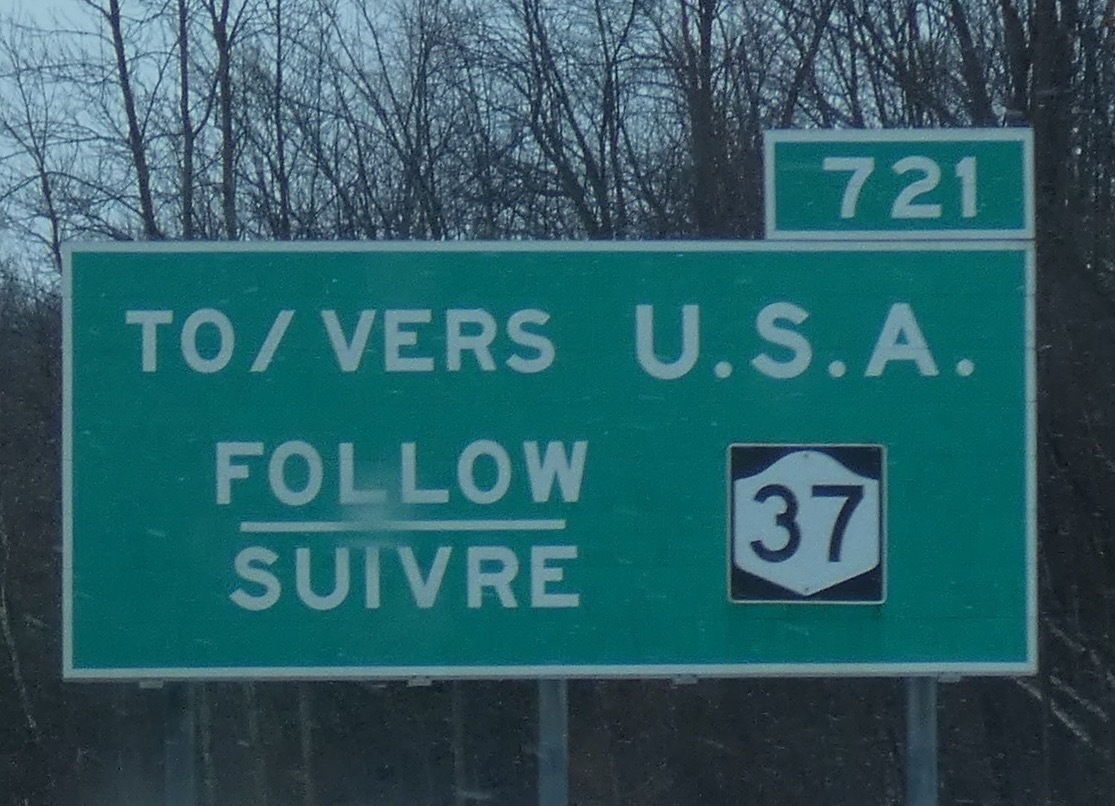 721
TO/VERS U.S.A.
FOLLOW
SUIVRE
37